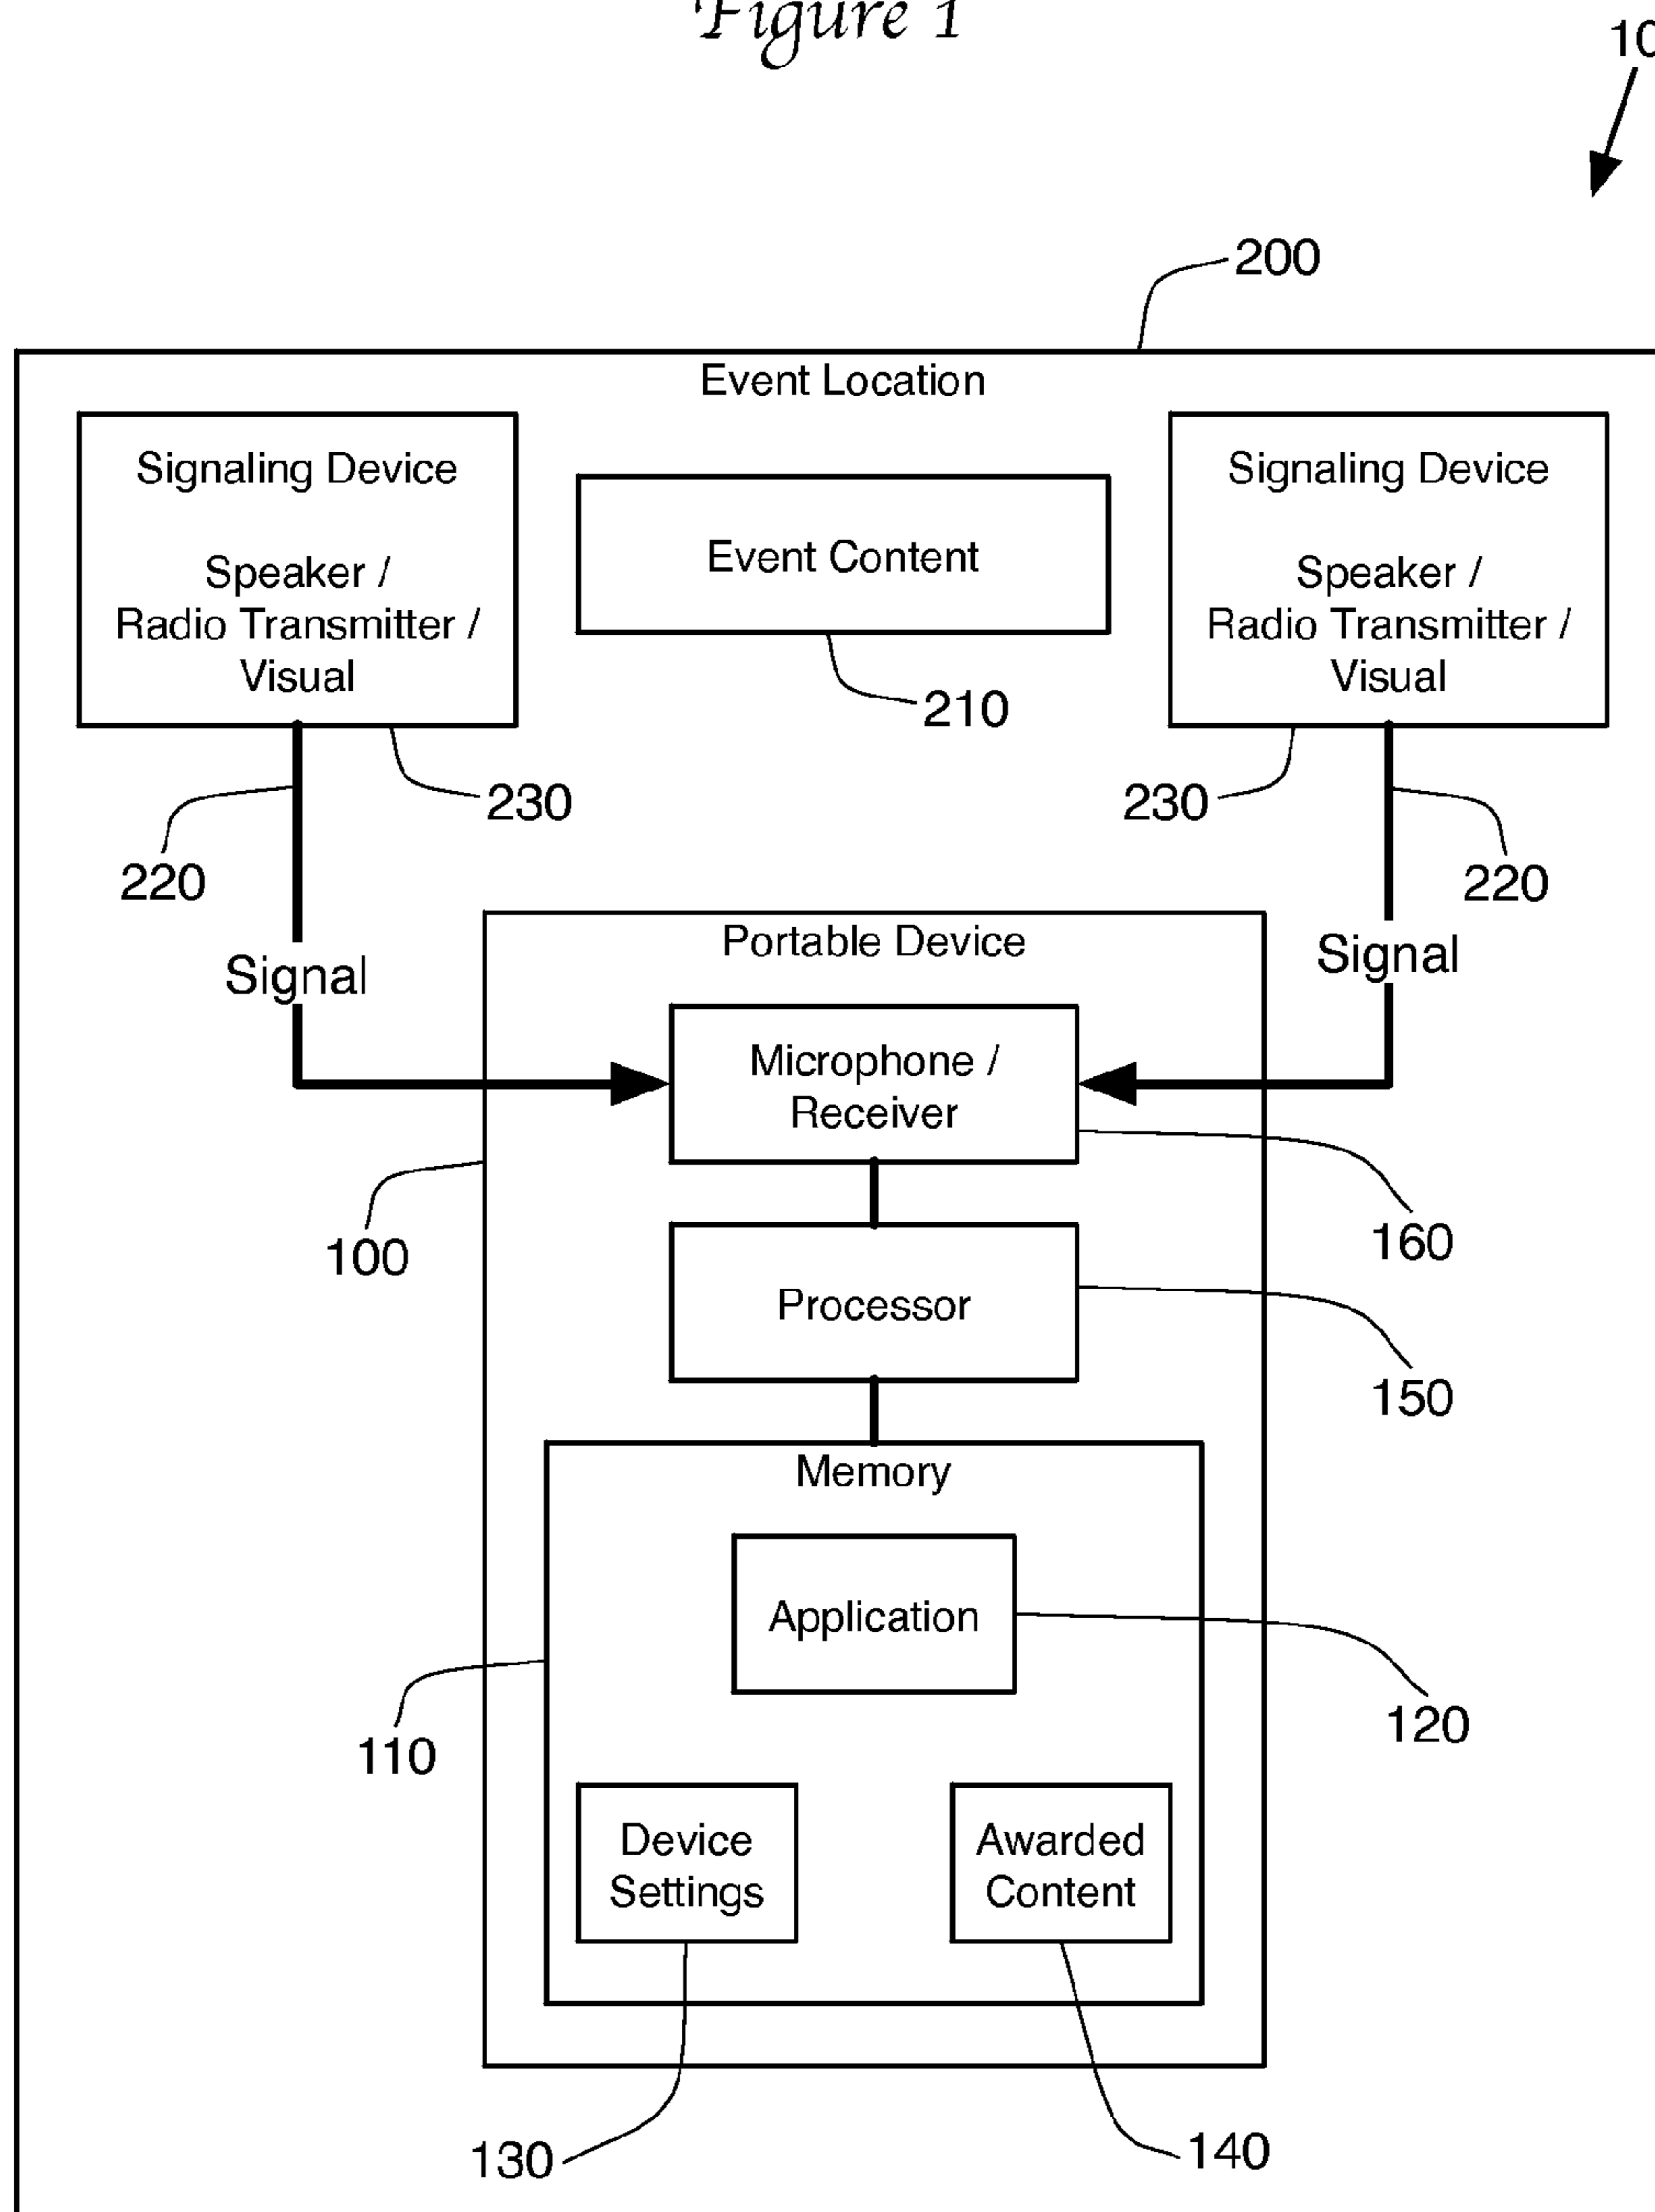 Figure 1
10
200
Event Location
Signaling Device
Speaker /
Radio Transmitter /
Visual
Event Content
210
Signaling Device
Speaker /
Radio Transmitter /
Visual
230
230
220
220
Signal
Signal
Portable Device
Microphone /
Receiver
100
160
Processor
150
Memory
Application
110
120
Device
Settings
Awarded
Content
130
140